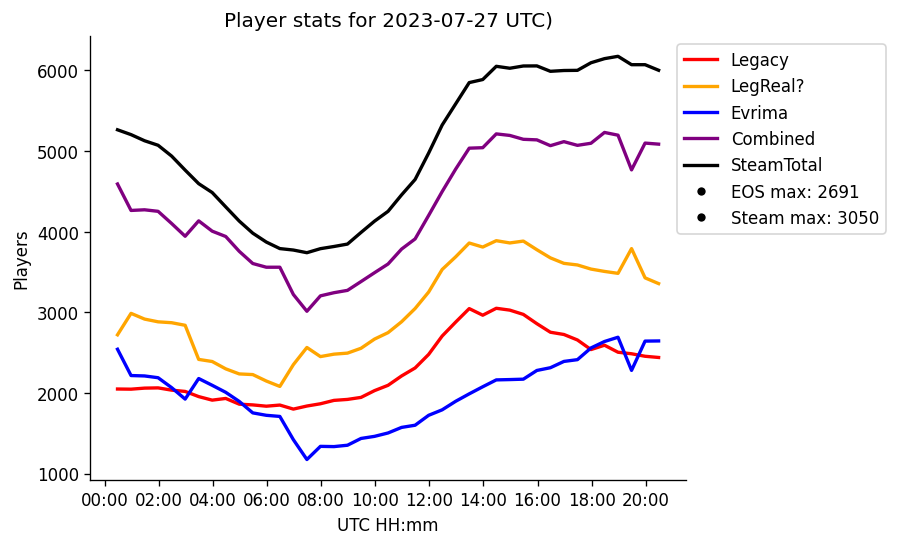 Player stats for 2023-07-27 UTC)
Players
6000
5000
4000
3000
2000
1000
00:00 02:00 04:00 06:00 08:00 10:00 12:00 14:00 16:00 18:00 20:00
UTC HH:mm
Legacy
LegReal?
Evrima
Combined
SteamTotal
EOS max: 2691
Steam max: 3050